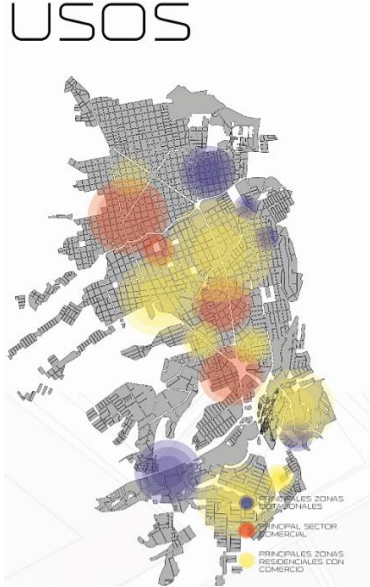 USOS
PRINCIPALES ZONAS
DOTACIONALES
PRINCIPAL SECTOR
COMERCIAL
PRINCIPALES ZONAS
RESIDENCIALES CON
COMERCIO